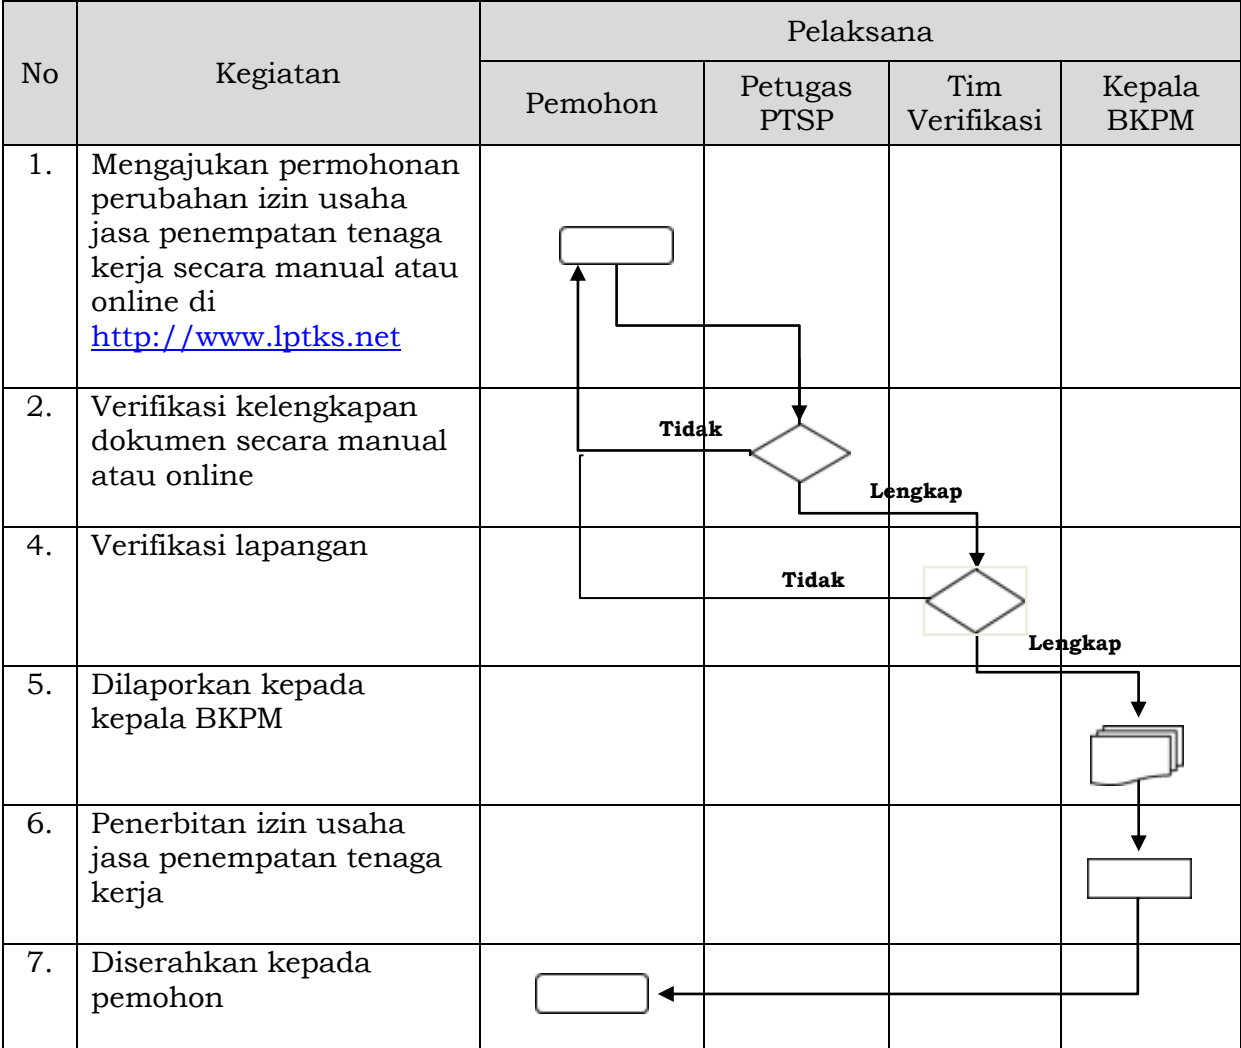 Pelaksana
No
Kegiatan
Pemohon
Petugas
PTSP
Tim
Verifikasi
Kepala
BKPM
1.
Mengajukan permohonan
perubahan izin usaha
jasa penempatan tenaga
kerja secara manual atau
online di
http://www.lptks.net
2.
Verifikasi kelengkapan
dokumen secara manual
atau online
Tidak
Lengkap
4.
Verifikasi lapangan
Tidak
Lengkap
5.
Dilaporkan kepada
kepala BKPM
6.
Penerbitan izin usaha
jasa penempatan tenaga
kerja
7.
Diserahkan kepada
pemohon